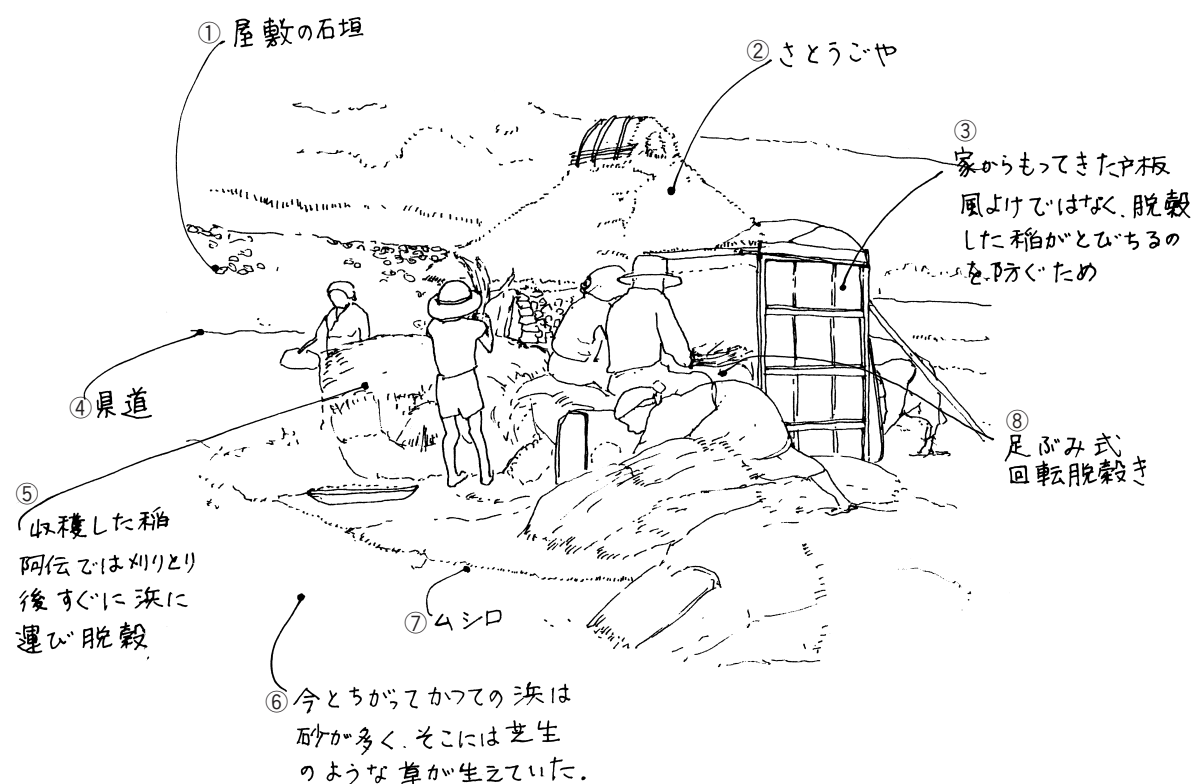 ① 屋敷の石垣
② さとうごや
③
家からもってきた戸板
風よけではなく、脱穀
した稲がとびちるの
を防ぐため
④ 県道
⑤
収穫した稲
阿伝では刈りとり
後すぐに浜に
運び脱穀
⑥ 今とちがってかつての浜は
砂が多く、そこには芝生
のような草が生えていた.
⑦ ムシロ
⑧
足ぶみ式
回転脱穀き